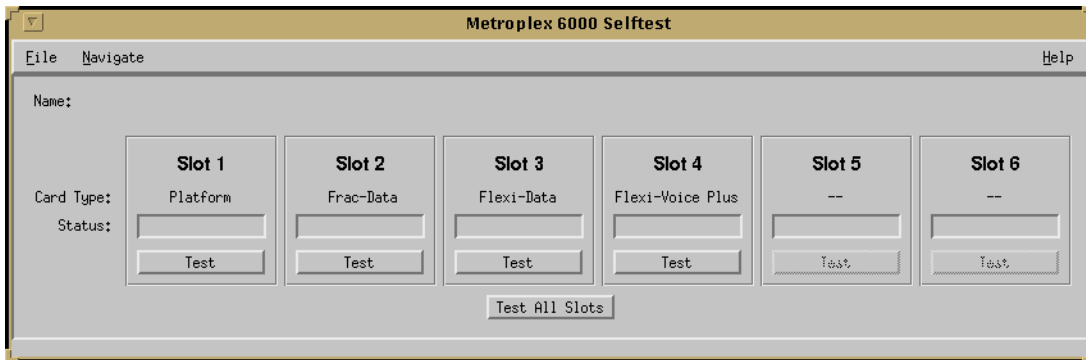 Metroplex 6000 Selftest
File Navigate Help
Name:
Slot 1 Slot 2 Slot 3 Slot 4 Slot 5 Slot 6
Card Type: Platform Frac-Data Flexi-Data Flexi-Voice Plus -- --
Status:
Test Test Test Test Test Test
Test All Slots